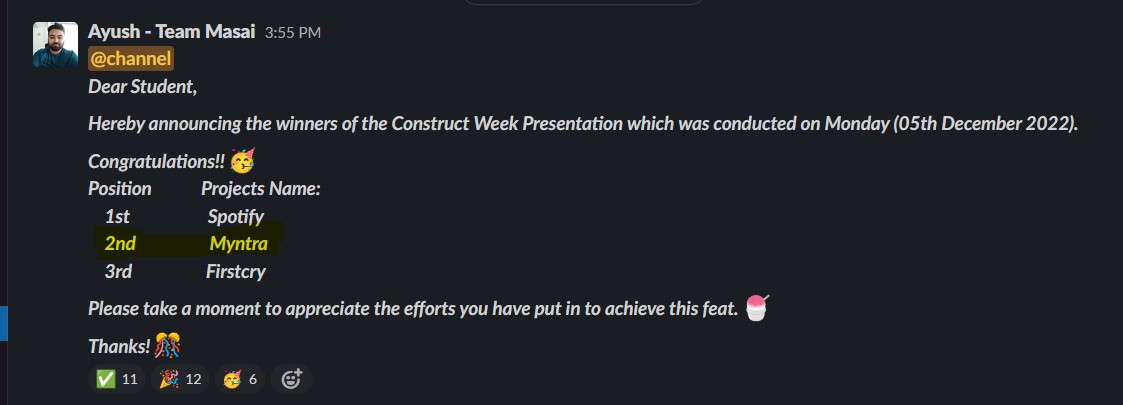 Ayush - Team Masai 3:55 PM
@channel
Dear Student,
Hereby announcing the winners of the Construct Week Presentation which was conducted on Monday (05th December 2022).
Congratulations!! 🥳
Position Projects Name:
1st Spotify
2nd Myntra
3rd Firstcry
Please take a moment to appreciate the efforts you have put in to achieve this feat. 🍧
Thanks! 🎊
✅ 11 🎉 12 🥳 6